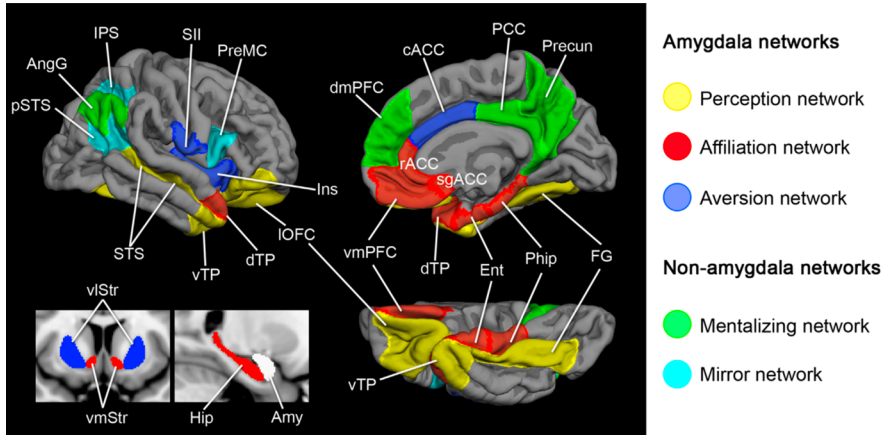 IPS
SII
PreMC
AngG
pSTS
Ins
STS
vTP
dTP
lOFC
PCC
cACC
Precun
dmPFC
rACC
sgACC
vmPFC
dTP
Ent
Phip
FG
vTP
vlStr
vmStr
Hip
Amy
Amygdala networks
Perception network
Affiliation network
Aversion network
Non-amygdala networks
Mentalizing network
Mirror network